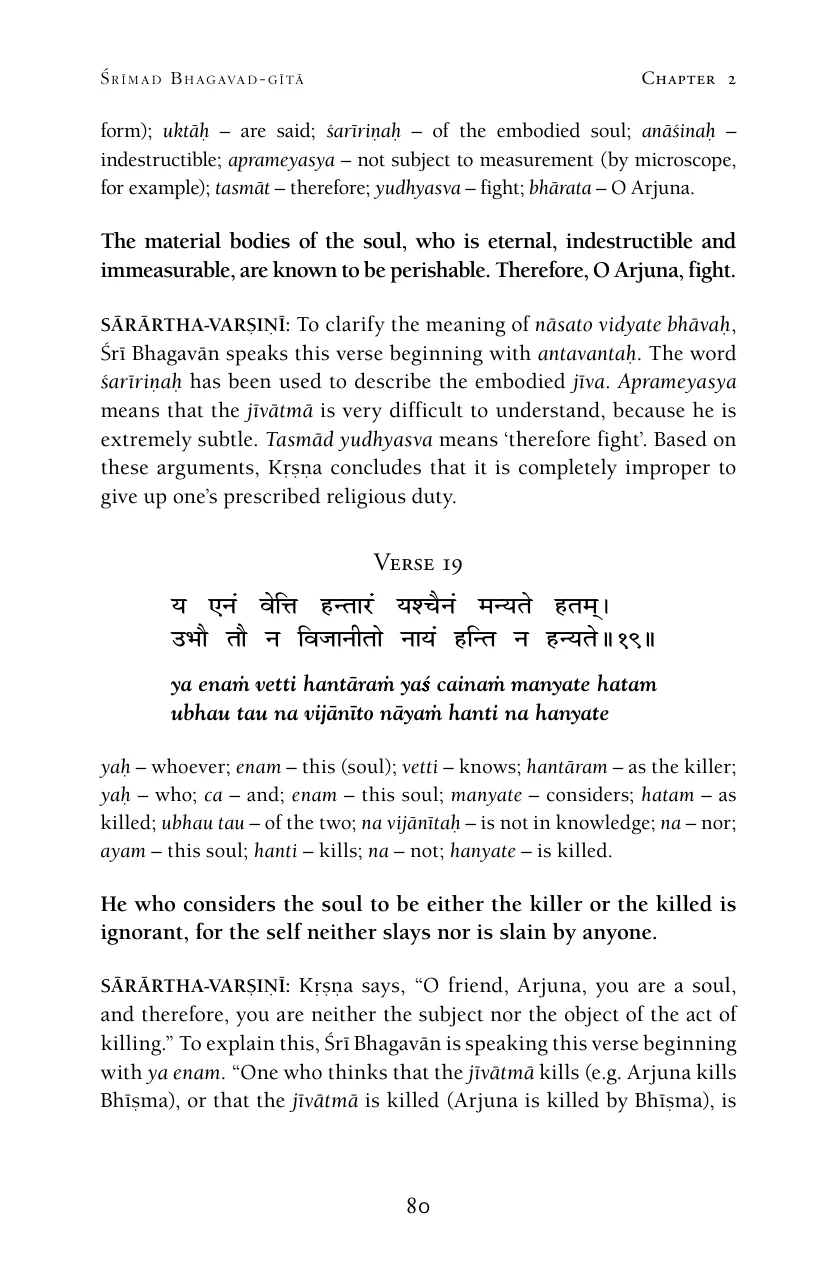 Śrīmad Bhagavad-gītā Chapter 2
form); uktāḥ – are said; śarīriṇaḥ – of the embodied soul; anāśinaḥ –
indestructible; aprameyasya – not subject to measurement (by microscope,
for example); tasmāt – therefore; yudhyasva – fight; bhārata – O Arjuna.
The material bodies of the soul, who is eternal, indestructible and
immeasurable, are known to be perishable. Therefore, O Arjuna, fight.
SĀRĀRTHA-VARṢIṆĪ: To clarify the meaning of nāsato vidyate bhāvaḥ,
Śrī Bhagavān speaks this verse beginning with antavantaḥ. The word
śarīriṇaḥ has been used to describe the embodied jīva. Aprameyasya
means that the jīvātmā is very difficult to understand, because he is
extremely subtle. Tasmād yudhyasva means ‘therefore fight’. Based on
these arguments, Kṛṣṇa concludes that it is completely improper to
give up one’s prescribed religious duty.
Verse 19
य एनं वेत्ति हन्तारं यश्चैनं मन्यते हतम्।
उभौ तौ न विजानीतो नायं हन्ति न हन्यते॥१९॥
ya enaṁ vetti hantāraṁ yaś cainaṁ manyate hatam
ubhau tau na vijānīto nāyaṁ hanti na hanyate
yaḥ – whoever; enam – this (soul); vetti – knows; hantāram – as the killer;
yaḥ – who; ca – and; enam – this soul; manyate – considers; hatam – as
killed; ubhau tau – of the two; na vijānītaḥ – is not in knowledge; na – nor;
ayam – this soul; hanti – kills; na – not; hanyate – is killed.
He who considers the soul to be either the killer or the killed is
ignorant, for the self neither slays nor is slain by anyone.
SĀRĀRTHA-VARṢIṆĪ: Kṛṣṇa says, “O friend, Arjuna, you are a soul,
and therefore, you are neither the subject nor the object of the act of
killing.” To explain this, Śrī Bhagavān is speaking this verse beginning
with ya enam. “One who thinks that the jīvātmā kills (e.g. Arjuna kills
Bhīṣma), or that the jīvātmā is killed (Arjuna is killed by Bhīṣma), is
80